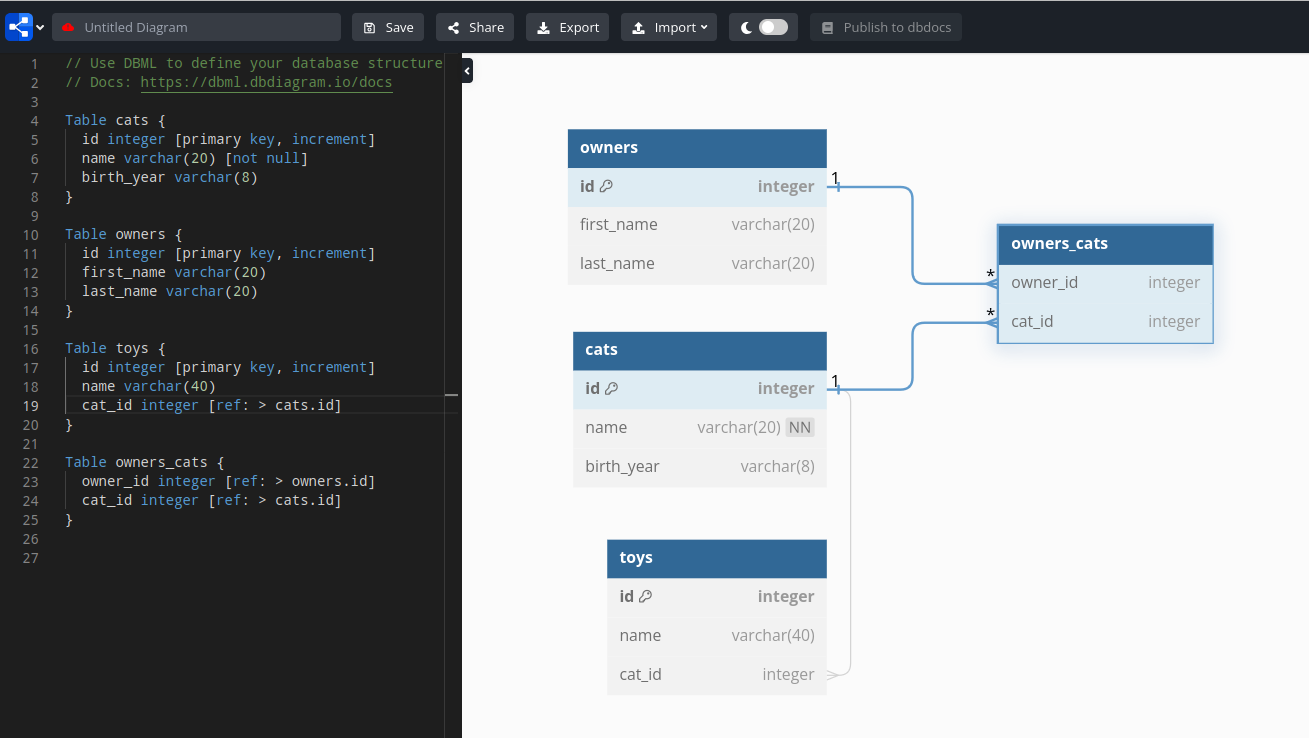 Untitled Diagram Save Share Export Import Publish to dbdocs
1 // Use DBML to define your database structure
2 // Docs: https://dbml.dbdiagram.io/docs
3
4 Table cats {
5 id integer [primary key, increment]
6 name varchar(20) [not null]
7 birth_year varchar(8)
8 }
9
10 Table owners {
11 id integer [primary key, increment]
12 first_name varchar(20)
13 last_name varchar(20)
14 }
15
16 Table toys {
17 id integer [primary key, increment]
18 name varchar(40)
19 cat_id integer [ref: > cats.id]
20 }
21
22 Table owners_cats {
23 owner_id integer [ref: > owners.id]
24 cat_id integer [ref: > cats.id]
25 }
26
27
owners
id integer 1
first_name varchar(20)
last_name varchar(20)
owners_cats
* owner_id integer
* cat_id integer
cats
id integer 1
name varchar(20) NN
birth_year varchar(8)
toys
id integer
name varchar(40)
cat_id integer